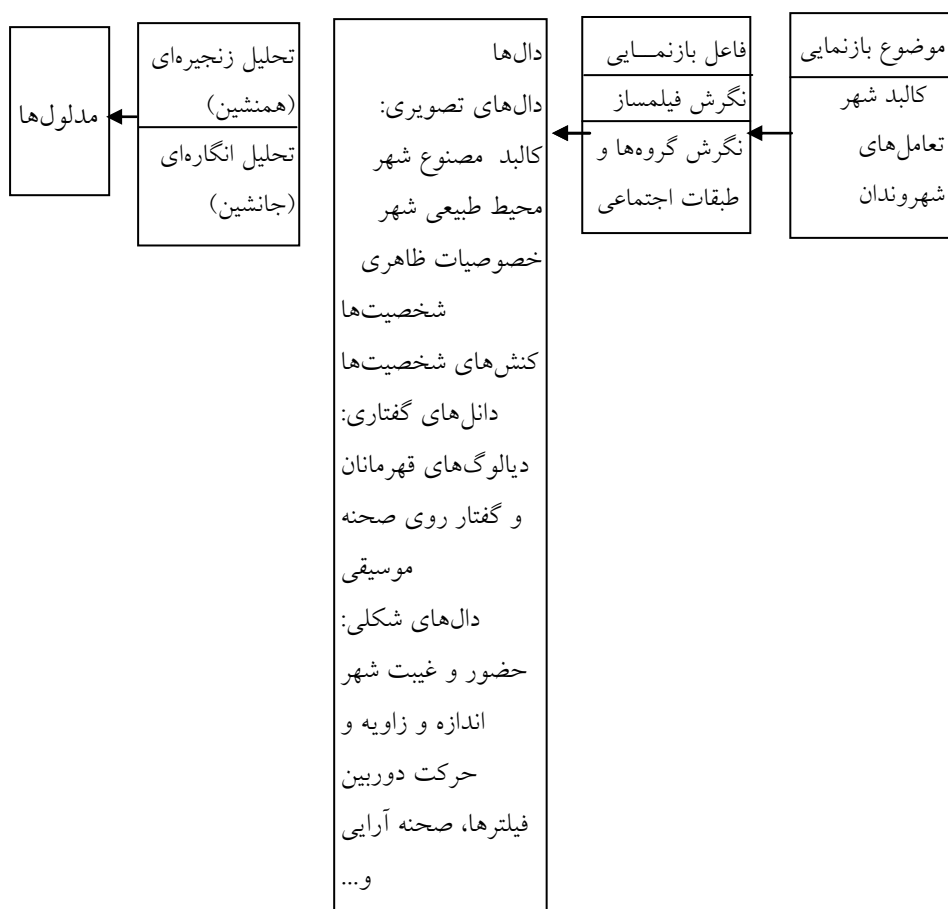 موضوع بازنمایی
کالبد شهر
تعامل‌های
شهروندان
فاعل بازنمـــایی
نگرش فیلمساز
نگرش گروه‌ها و
طبقات اجتماعی
دال‌ها
دال‌های تصویری:
کالبد مصنوع شهر
محیط طبیعی شهر
خصوصیات ظاهری
شخصیت‌ها
کنش‌های شخصیت‌ها
دانل‌های گفتاری:
دیالوگ‌های قهرمانان
و گفتار روی صحنه
موسیقی
دال‌های شکلی:
حضور و غیبت شهر
اندازه و زاویه و
حرکت دوربین
فیلترها، صحنه آرایی
و...
تحلیل زنجیره‌ای
(همنشین)
تحلیل انگاره‌ای
(جانشین)
مدلول‌ها